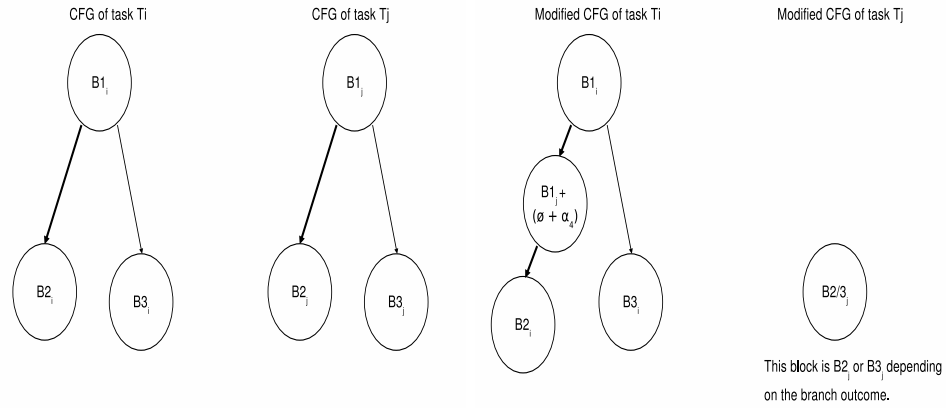 CFG of task Ti
CFG of task Tj
Modified CFG of task Ti
Modified CFG of task Tj
B1i
B1j
B1i
B1j +
(ø + α4)
B2i
B3i
B2j
B3j
B2i
B3i
B2/3j
This block is B2j or B3j depending
on the branch outcome.